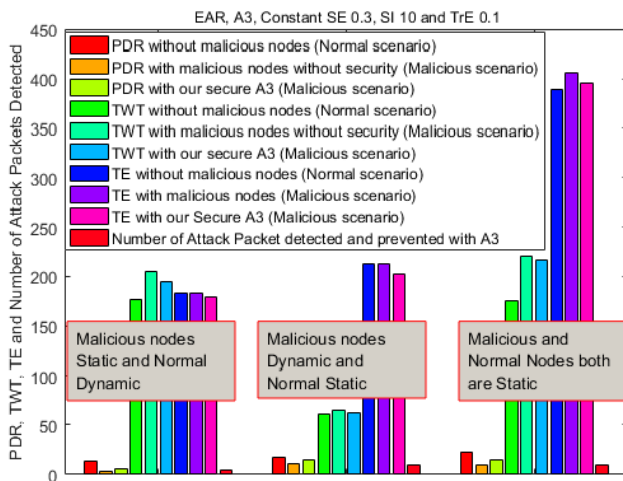 EAR, A3, Constant SE 0.3, SI 10 and TrE 0.1
PDR, TWT, TE and Number of Attack Packets Detected
450
400
350
300
250
200
150
100
50
0
PDR without malicious nodes (Normal scenario)
PDR with malicious nodes without security (Malicious scenario)
PDR with our secure A3 (Malicious scenario)
TWT without malicious nodes (Normal scenario)
TWT with malicious nodes without security (Malicious scenario)
TWT with our secure A3 (Malicious scenario)
TE without malicious nodes (Normal scenario)
TE with malicious nodes (Malicious scenario)
TE with our Secure A3 (Malicious scenario)
Number of Attack Packet detected and prevented with A3
Malicious nodes
Static and Normal
Dynamic
Malicious nodes
Dynamic and
Normal Static
Malicious and
Normal Nodes both
are Static